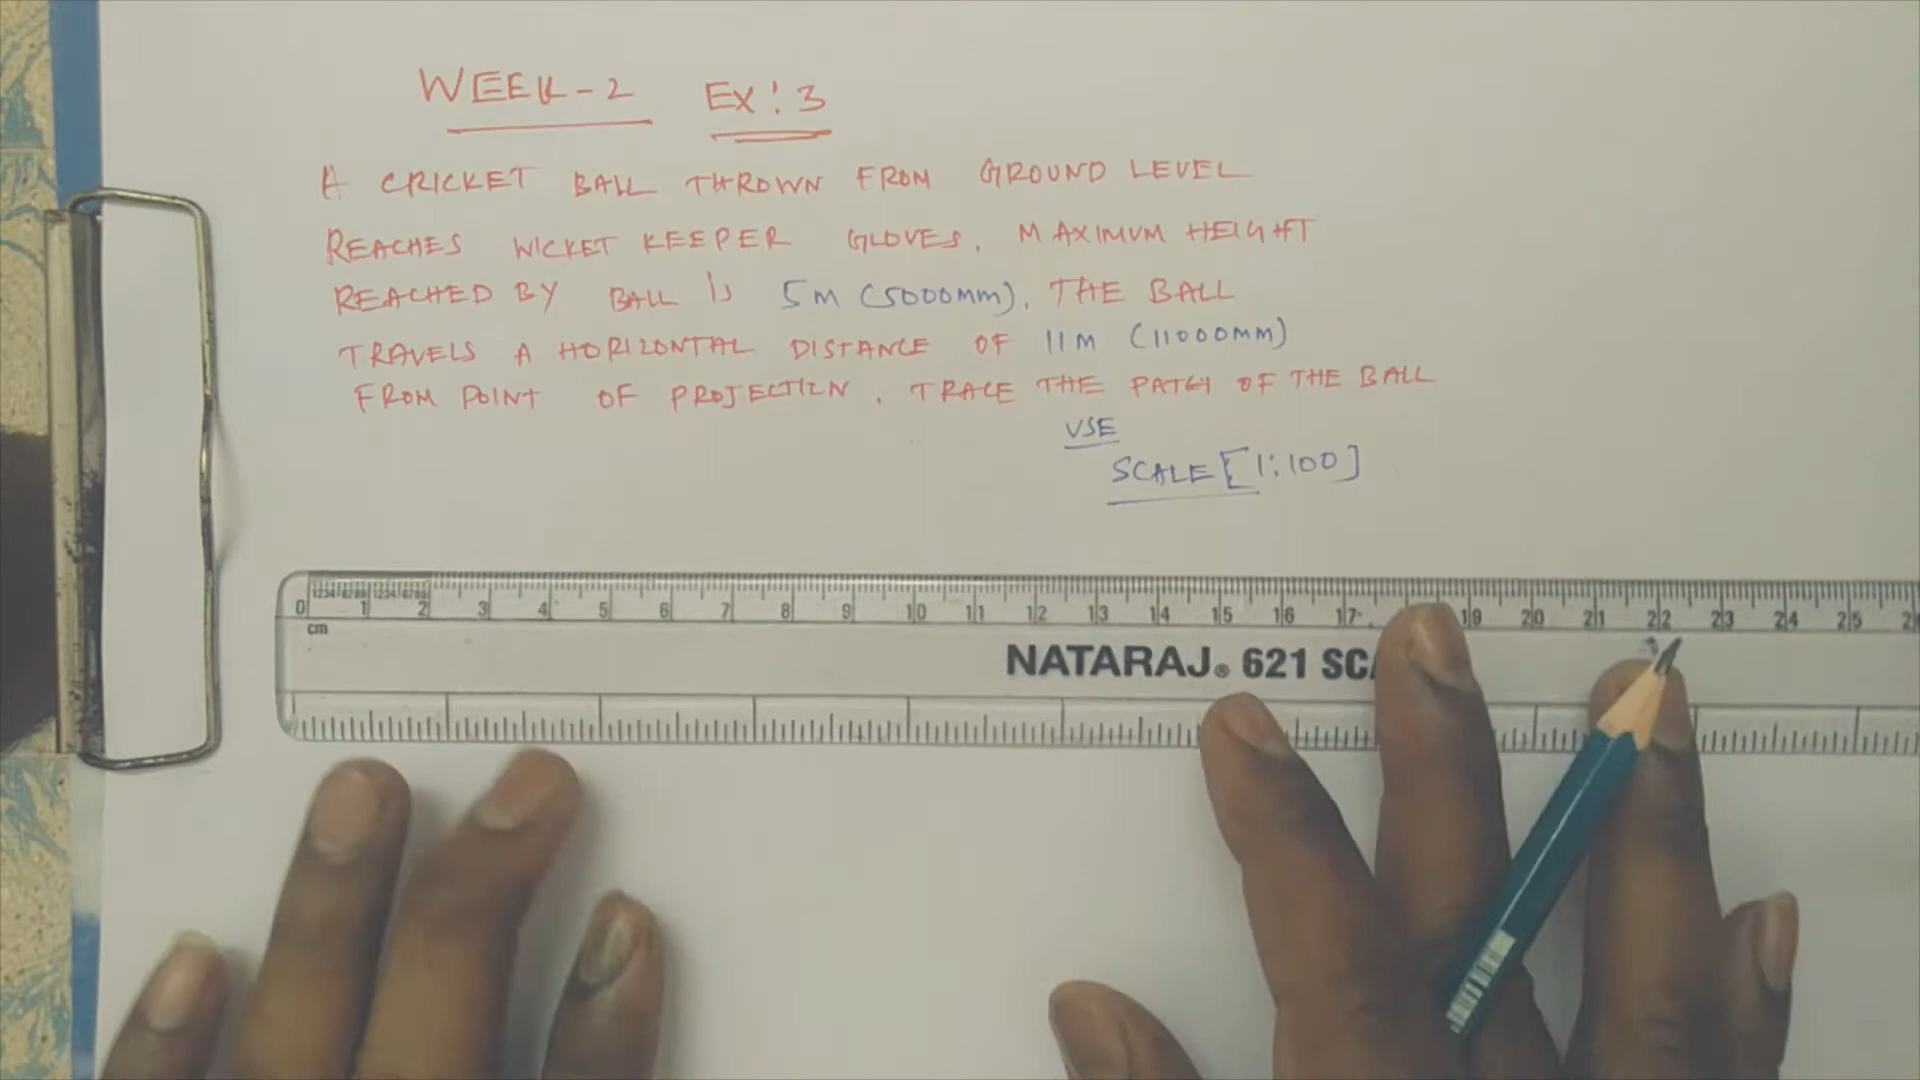 WEEK-2 EX: 3
A CRICKET BALL THROWN FROM GROUND LEVEL
REACHES WICKET KEEPER GLOVES. MAXIMUM HEIGHT
REACHED BY BALL IS 5M (5000MM). THE BALL
TRAVELS A HORIZONTAL DISTANCE OF 11M (11000MM)
FROM POINT OF PROJECTION. TRACE THE PATH OF THE BALL
USE
SCALE [1:100]
0 1 2 3 4 5 6 7 8 9 10 11 12 13 14 15 16 17 19 20 21 22 23 24 25
cm
NATARAJ® 621